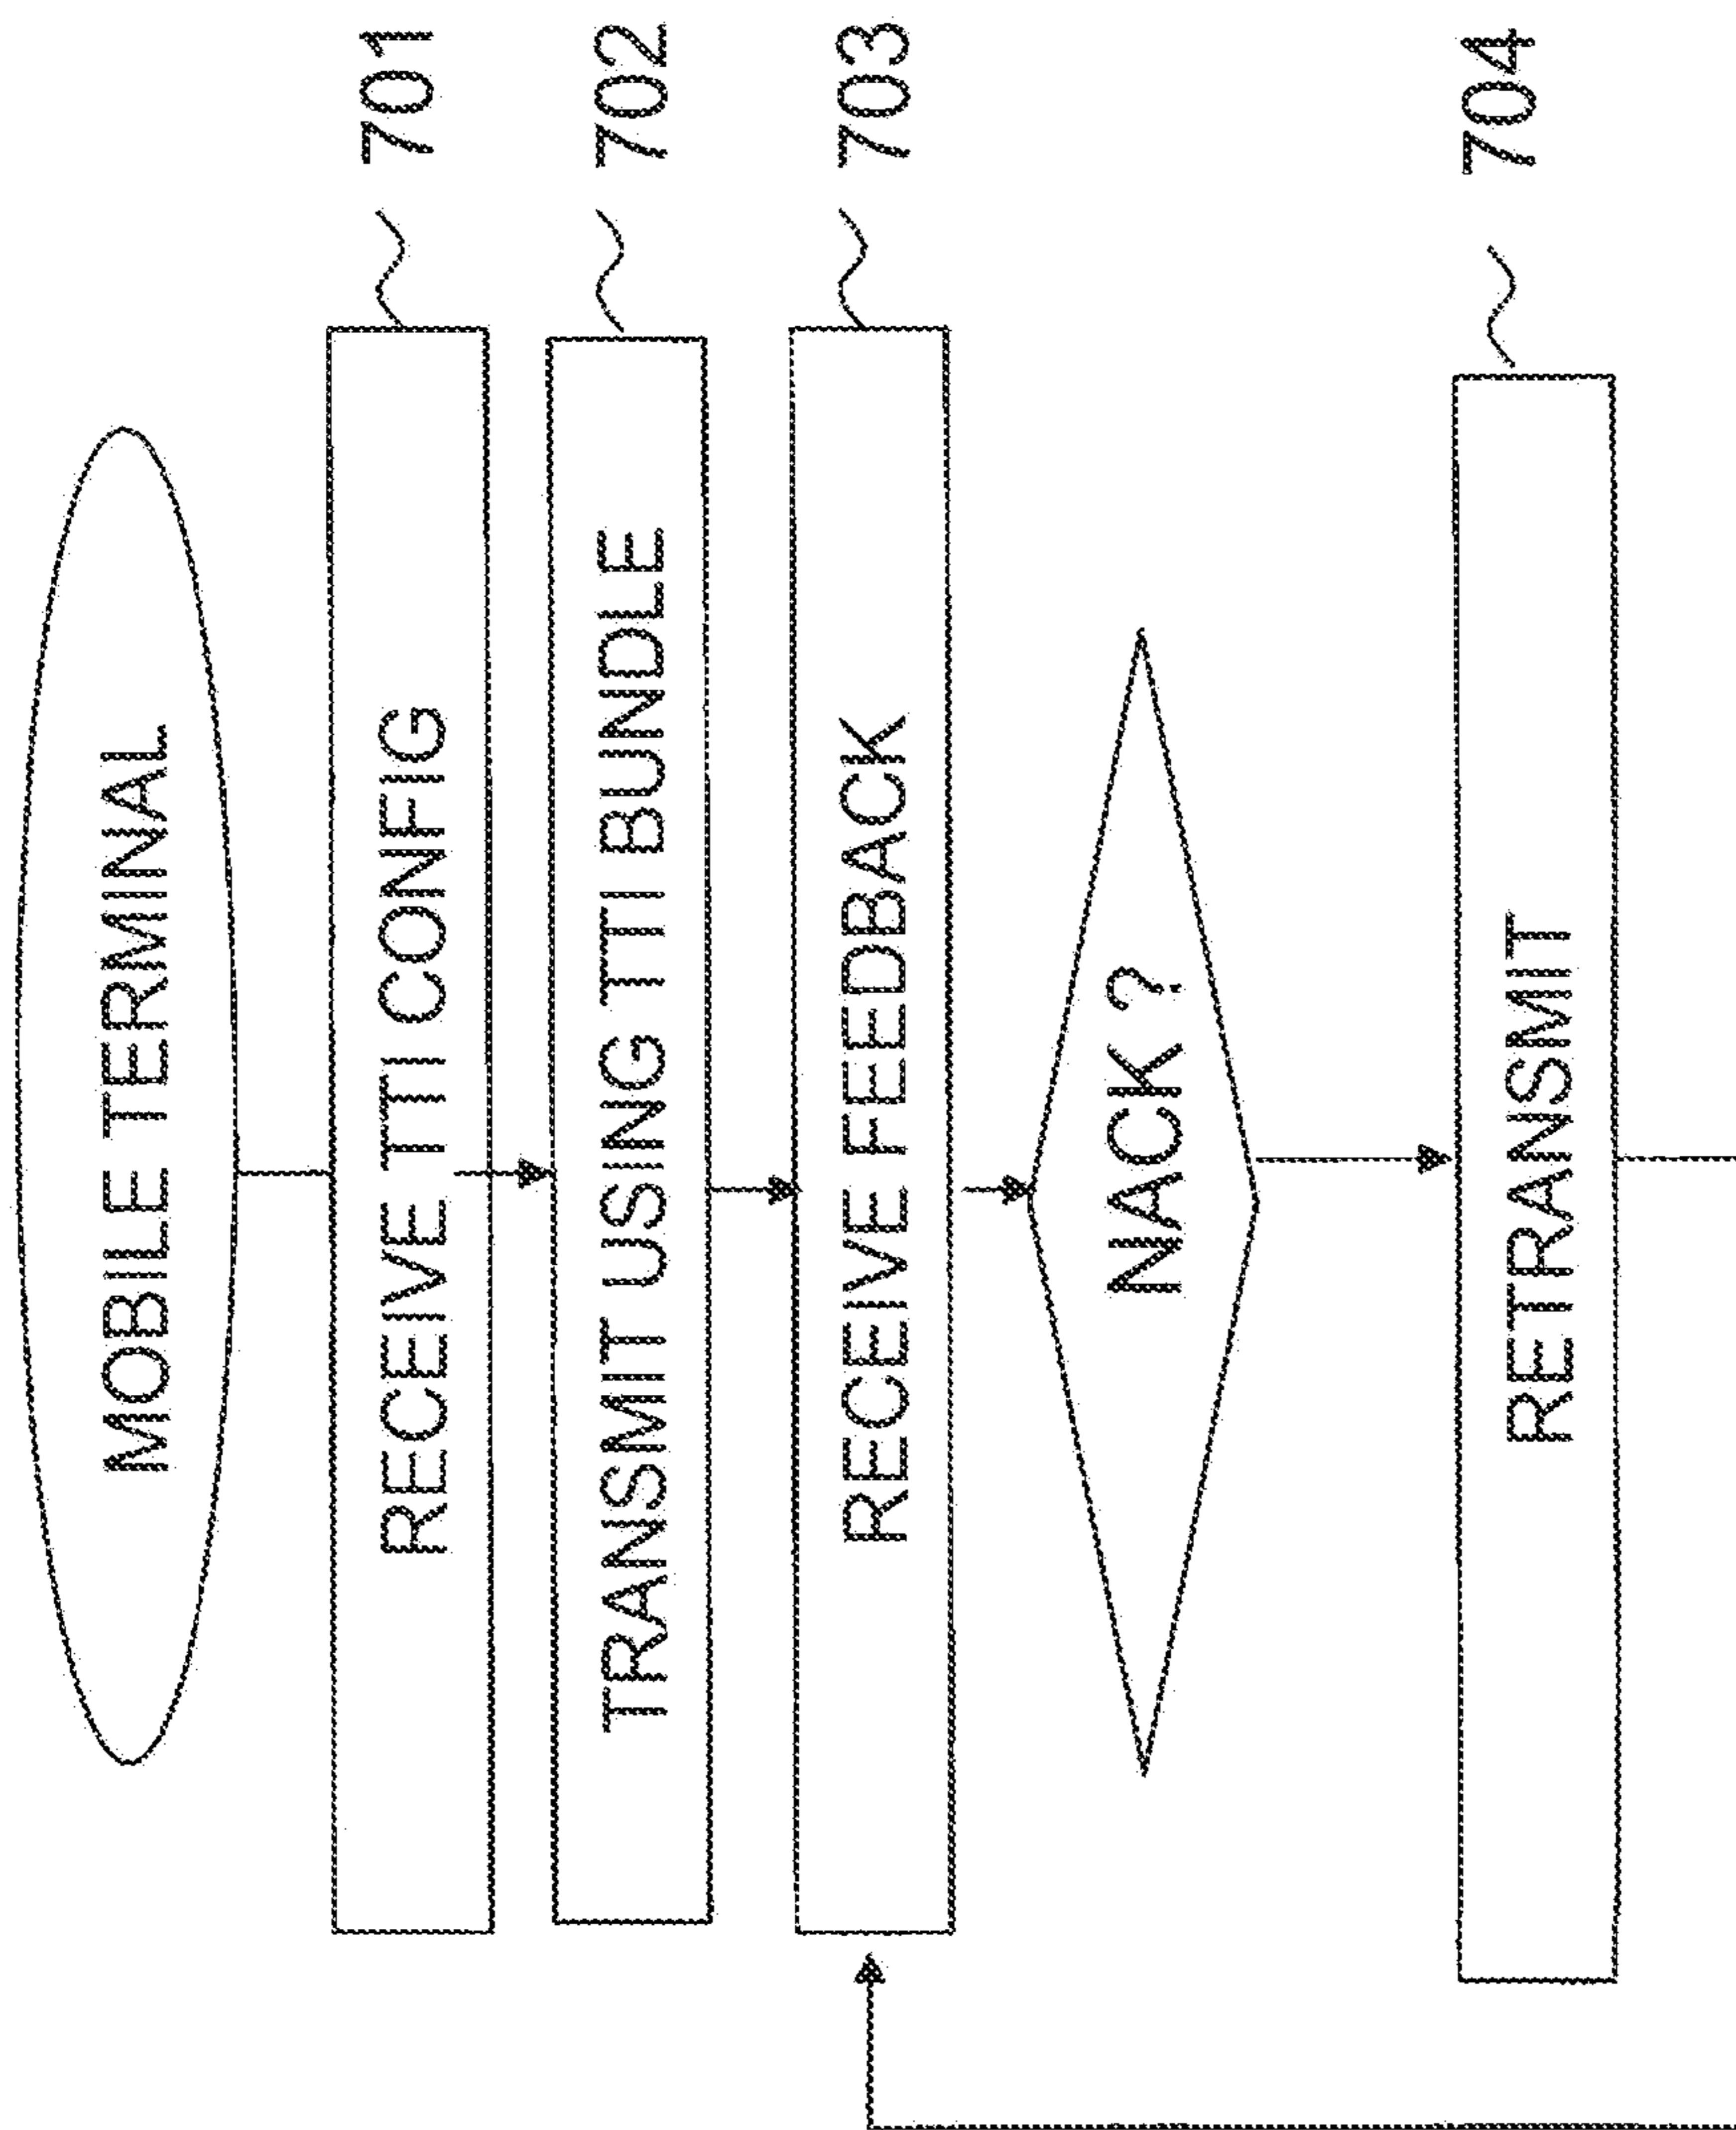 MOBILE TERMINAL
RECEIVE TTI CONFIG
701
TRANSMIT USING TTI BUNDLE
702
RECEIVE FEEDBACK
703
NACK ?
RETRANSMIT
704